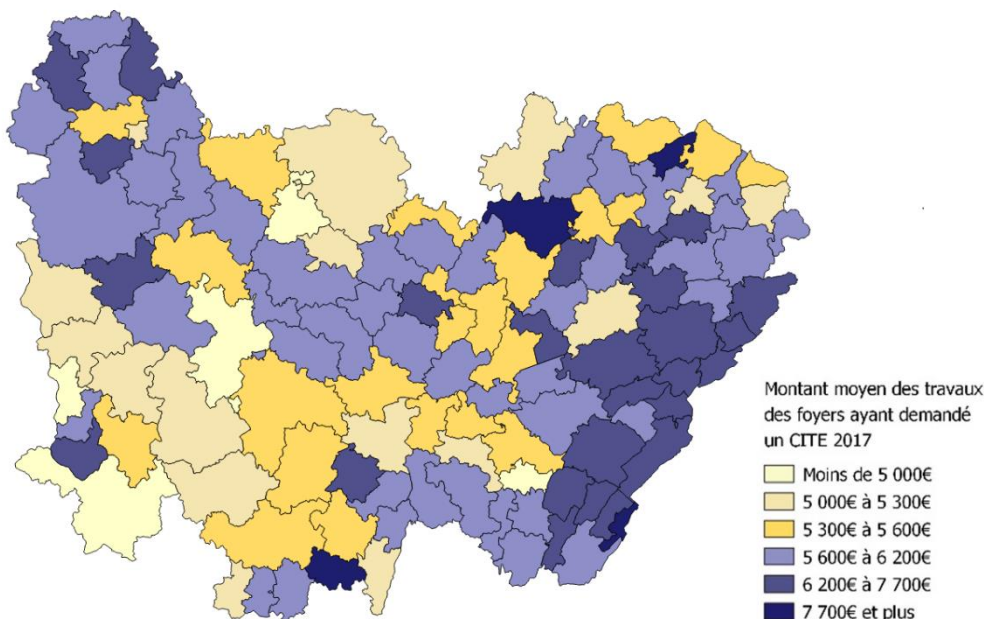 Montant moyen des travaux
des foyers ayant demandé
un CITE 2017
Moins de 5 000€
5 000€ à 5 300€
5 300€ à 5 600€
5 600€ à 6 200€
6 200€ à 7 700€
7 700€ et plus